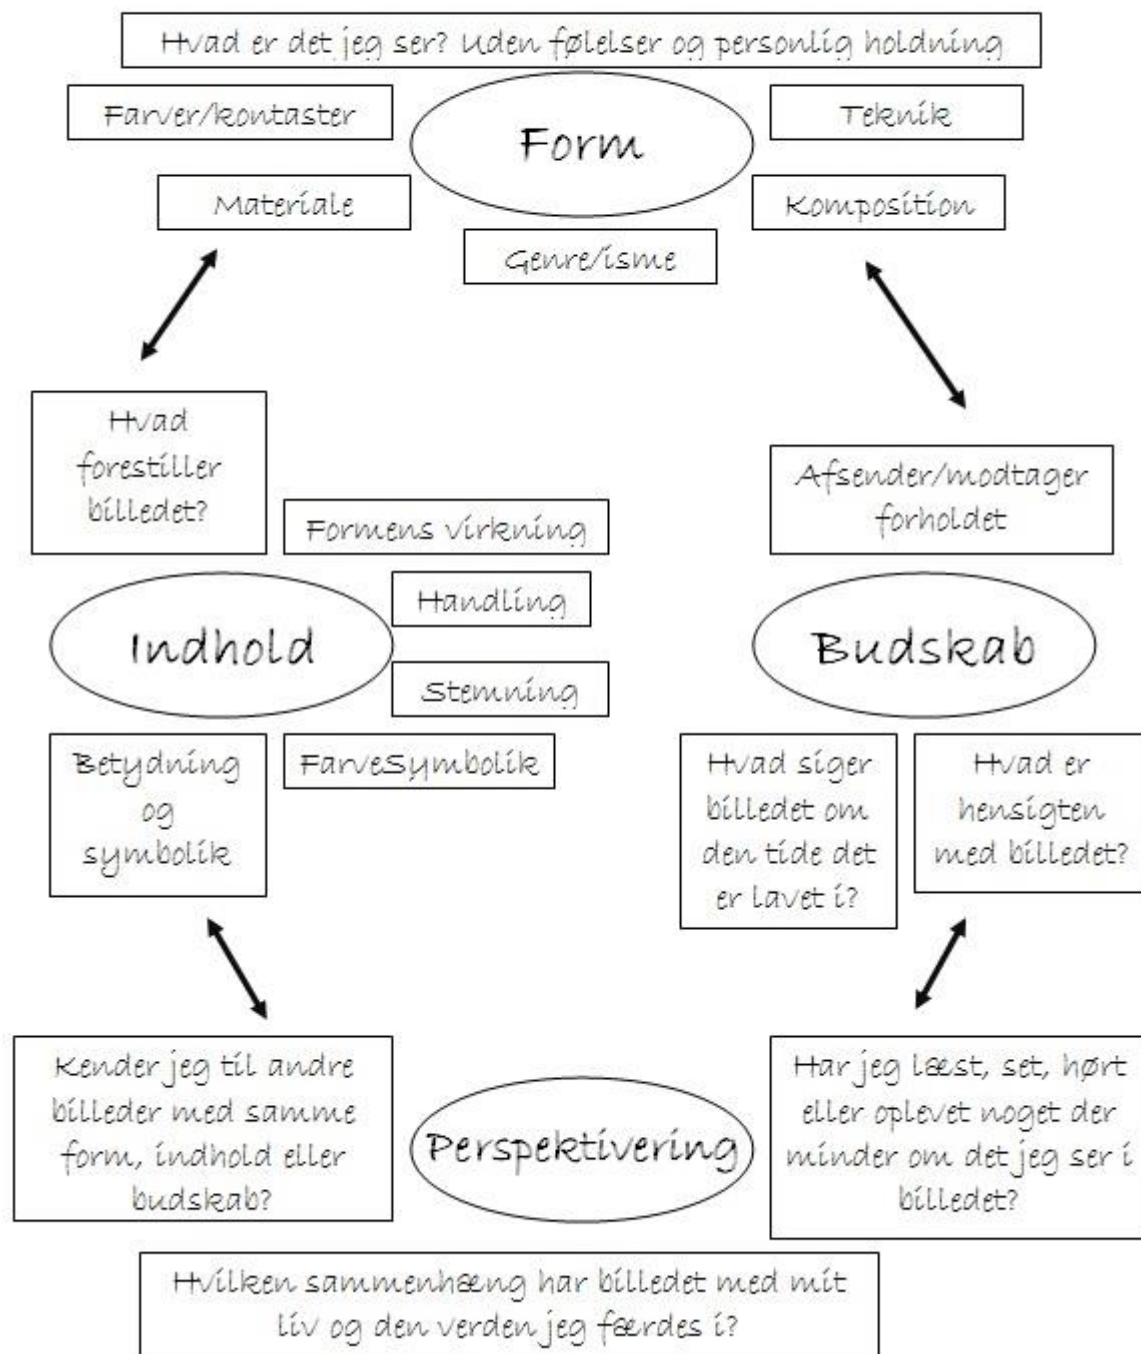 Hvad er det jeg ser? Uden følelser og personlig holdning
Farver/kontaster
Form
Teknik
Materiale
Komposition
Genre/isme
Hvad
forestiller
billedet?
Formens virkning
Handling
Indhold
Stemning
Betydning
og
symbolik
FarveSymbolik
Afsender/modtager
forholdet
Budskab
Hvad siger
billedet om
den tide det
er lavet i?
Hvad er
hensigten
med billedet?
Kender jeg til andre
billeder med samme
form, indhold eller
budskab?
Perspektivering
Har jeg læst, set, hørt
eller oplevet noget der
minder om det jeg ser i
billedet?
Hvilken sammenhæng har billedet med mit
liv og den verden jeg færdes i?